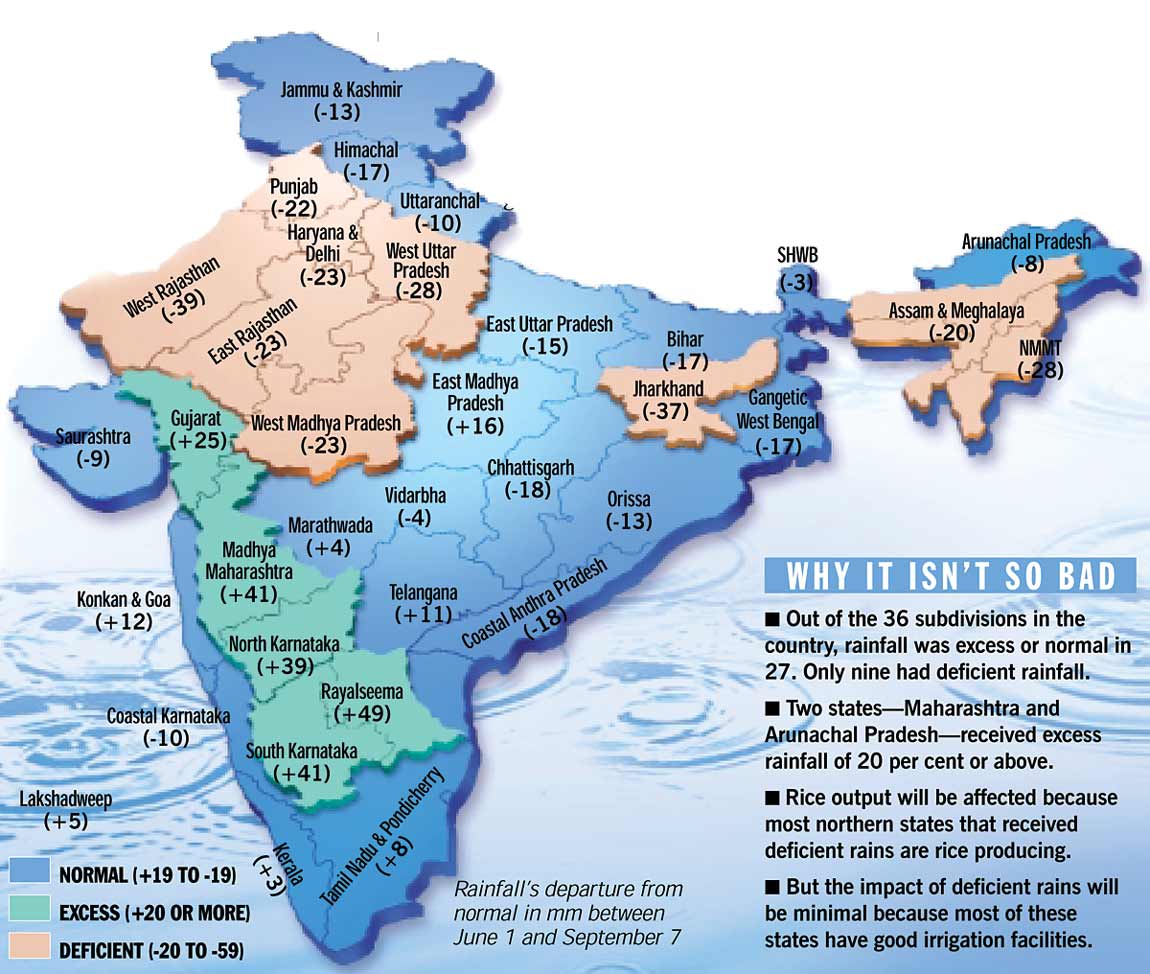 Jammu & Kashmir
(-13)
Himachal
(-17)
Punjab
(-22)
Uttaranchal
(-10)
Haryana &
Delhi
(-23)
West Uttar
Pradesh
(-28)
Arunachal Pradesh
(-8)
SHWB
(-3)
West Rajasthan
(-39)
Assam & Meghalaya
(-20)
East Rajasthan
(-23)
East Uttar Pradesh
(-15)
Bihar
(-17)
NMMT
(-28)
East Madhya
Pradesh
(+16)
Jharkhand
(-37)
Gangetic
West Bengal
(-17)
Gujarat
(+25)
West Madhya Pradesh
(-23)
Saurashtra
(-9)
Chhattisgarh
(-18)
Vidarbha
(-4)
Orissa
(-13)
Marathwada
(+4)
Madhya
Maharashtra
(+41)
Konkan & Goa
(+12)
Telangana
(+11)
Coastal Andhra Pradesh
(-18)
North Karnataka
(+39)
Rayalseema
(+49)
Coastal Karnataka
(-10)
South Karnataka
(+41)
Lakshadweep
(+5)
Kerala
(+3)
Tamil Nadu & Pondicherry
(+8)
NORMAL (+19 TO -19)
EXCESS (+20 OR MORE)
DEFICIENT (-20 TO -59)
Rainfall's departure from
normal in mm between
June 1 and September 7
WHY IT ISN'T SO BAD
■ Out of the 36 subdivisions in the
country, rainfall was excess or normal in
27. Only nine had deficient rainfall.
■ Two states—Maharashtra and
Arunachal Pradesh—received excess
rainfall of 20 per cent or above.
■ Rice output will be affected because
most northern states that received
deficient rains are rice producing.
■ But the impact of deficient rains will
be minimal because most of these
states have good irrigation facilities.